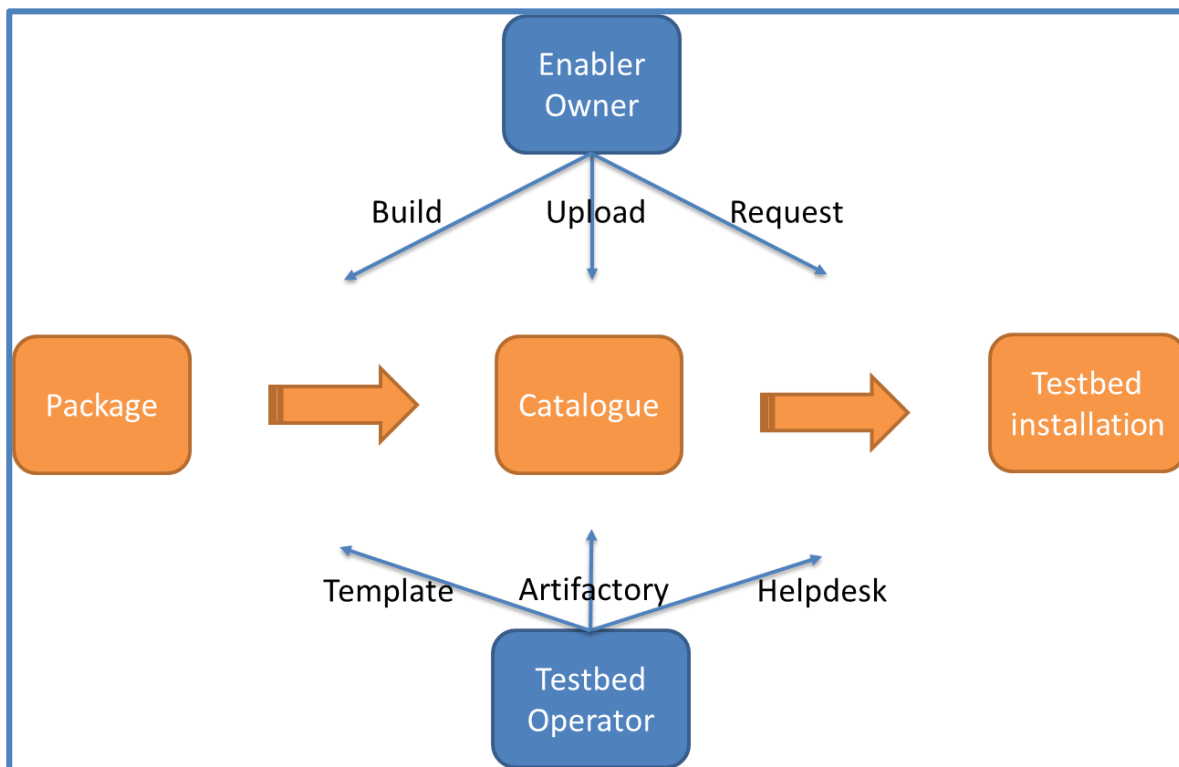 Enabler
Owner
Build
Upload
Request
Package
Catalogue
Testbed
installation
Template
Artifactory
Helpdesk
Testbed
Operator